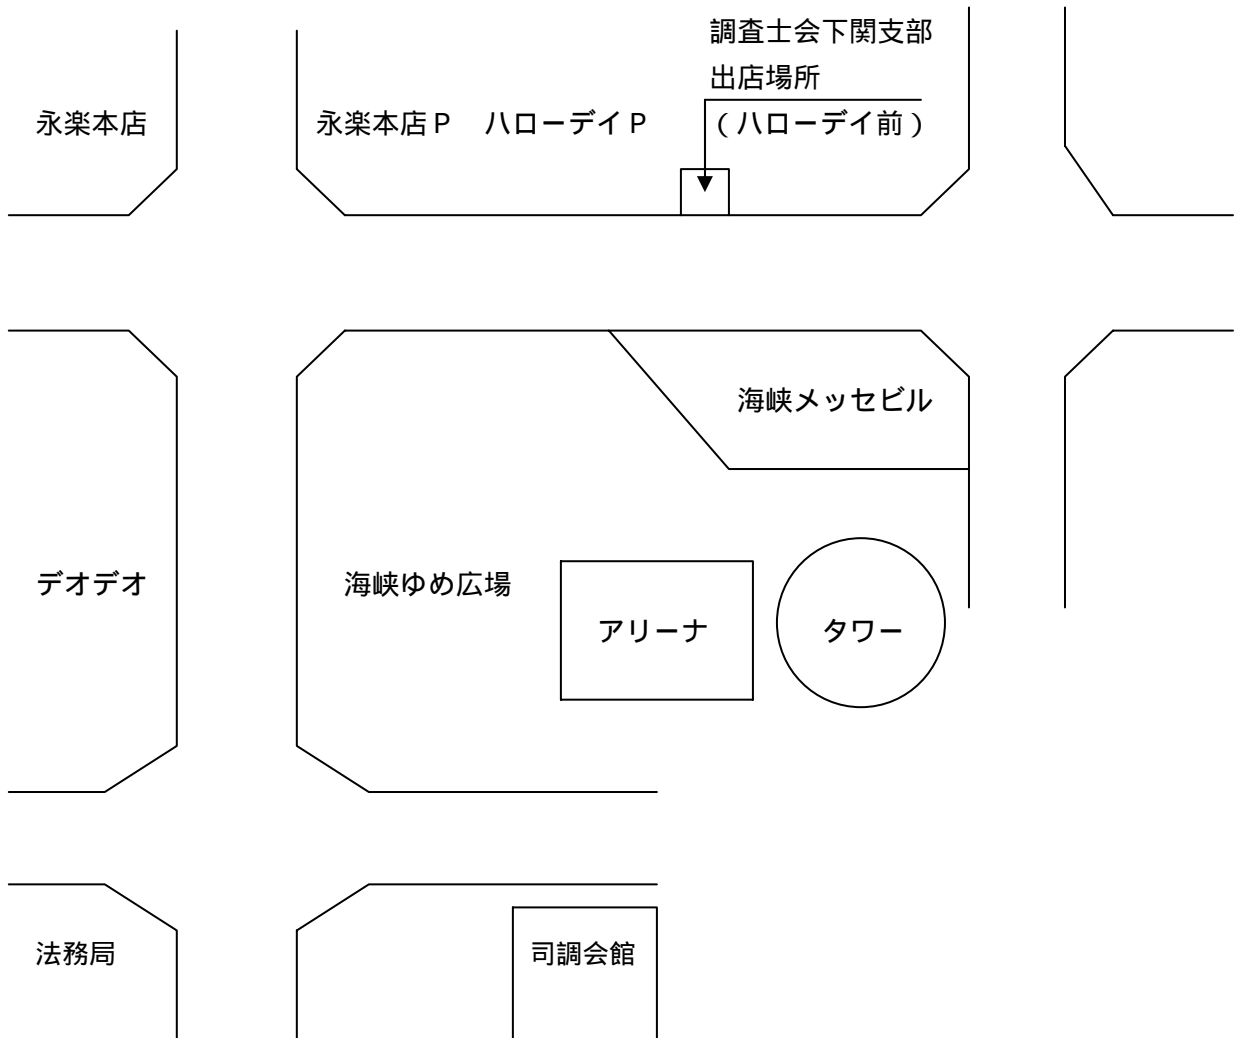 調査士会下関支部
出店場所
永楽本店
永楽本店P
ハローデイP
(ハローデイ前)
海峡メッセビル
デオデオ
海峡ゆめ広場
アリーナ
タワー
法務局
司調会館